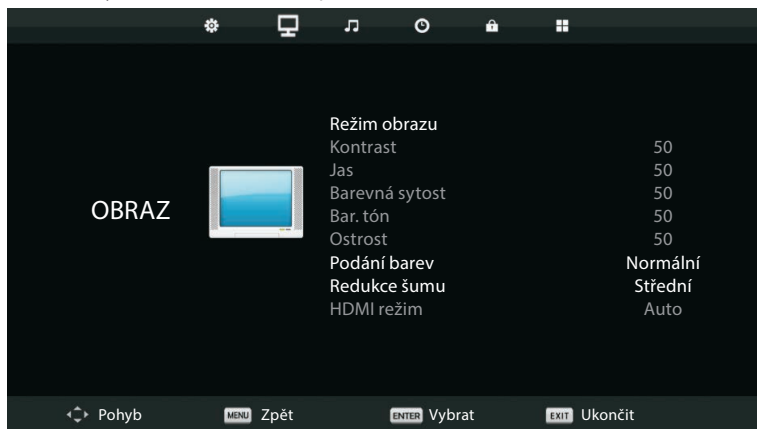 OBRAZ
Režim obrazu
Kontrast 50
Jas 50
Barevná sytost 50
Bar. tón 50
Ostrost 50
Podání barev Normální
Redukce šumu Střední
HDMI režim Auto
Pohyb MENU Zpět ENTER Vybrat EXIT Ukončit